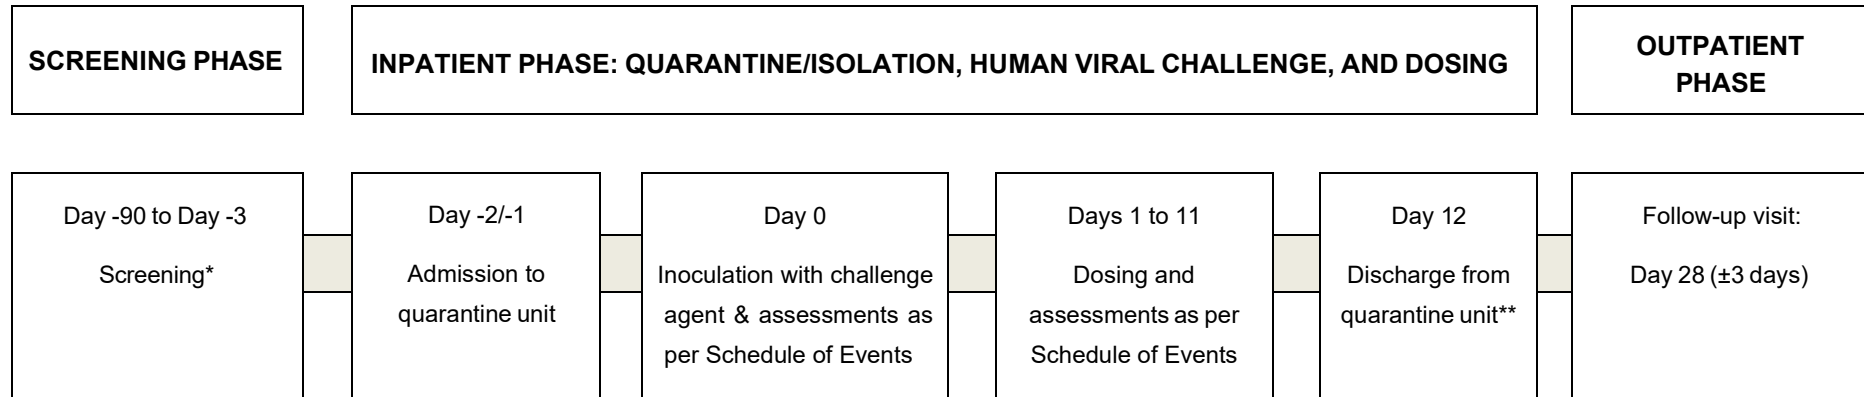 SCREENING PHASE
INPATIENT PHASE: QUARANTINE/ISOLATION, HUMAN VIRAL CHALLENGE, AND DOSING
OUTPATIENT
PHASE
Day -90 to Day -3
Screening*
Day -2/-1
Admission to
quarantine unit
Day 0
Inoculation with challenge
agent & assessments as
per Schedule of Events
Days 1 to 11
Dosing and
assessments as per
Schedule of Events
Day 12
Discharge from
quarantine unit**
Follow-up visit:
Day 28 (±3 days)